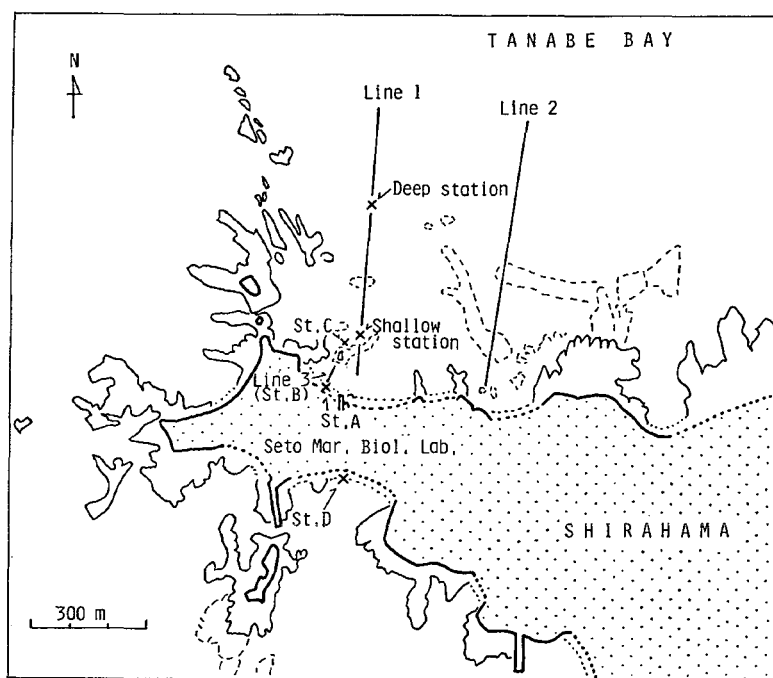 TANABE BAY
N
Line 1
Line 2
Deep station
St.C
Shallow
station
Line 3
(St.B)
St.A
Seto Mar. Biol. Lab.
St.D
SHIRAHAMA
300 m